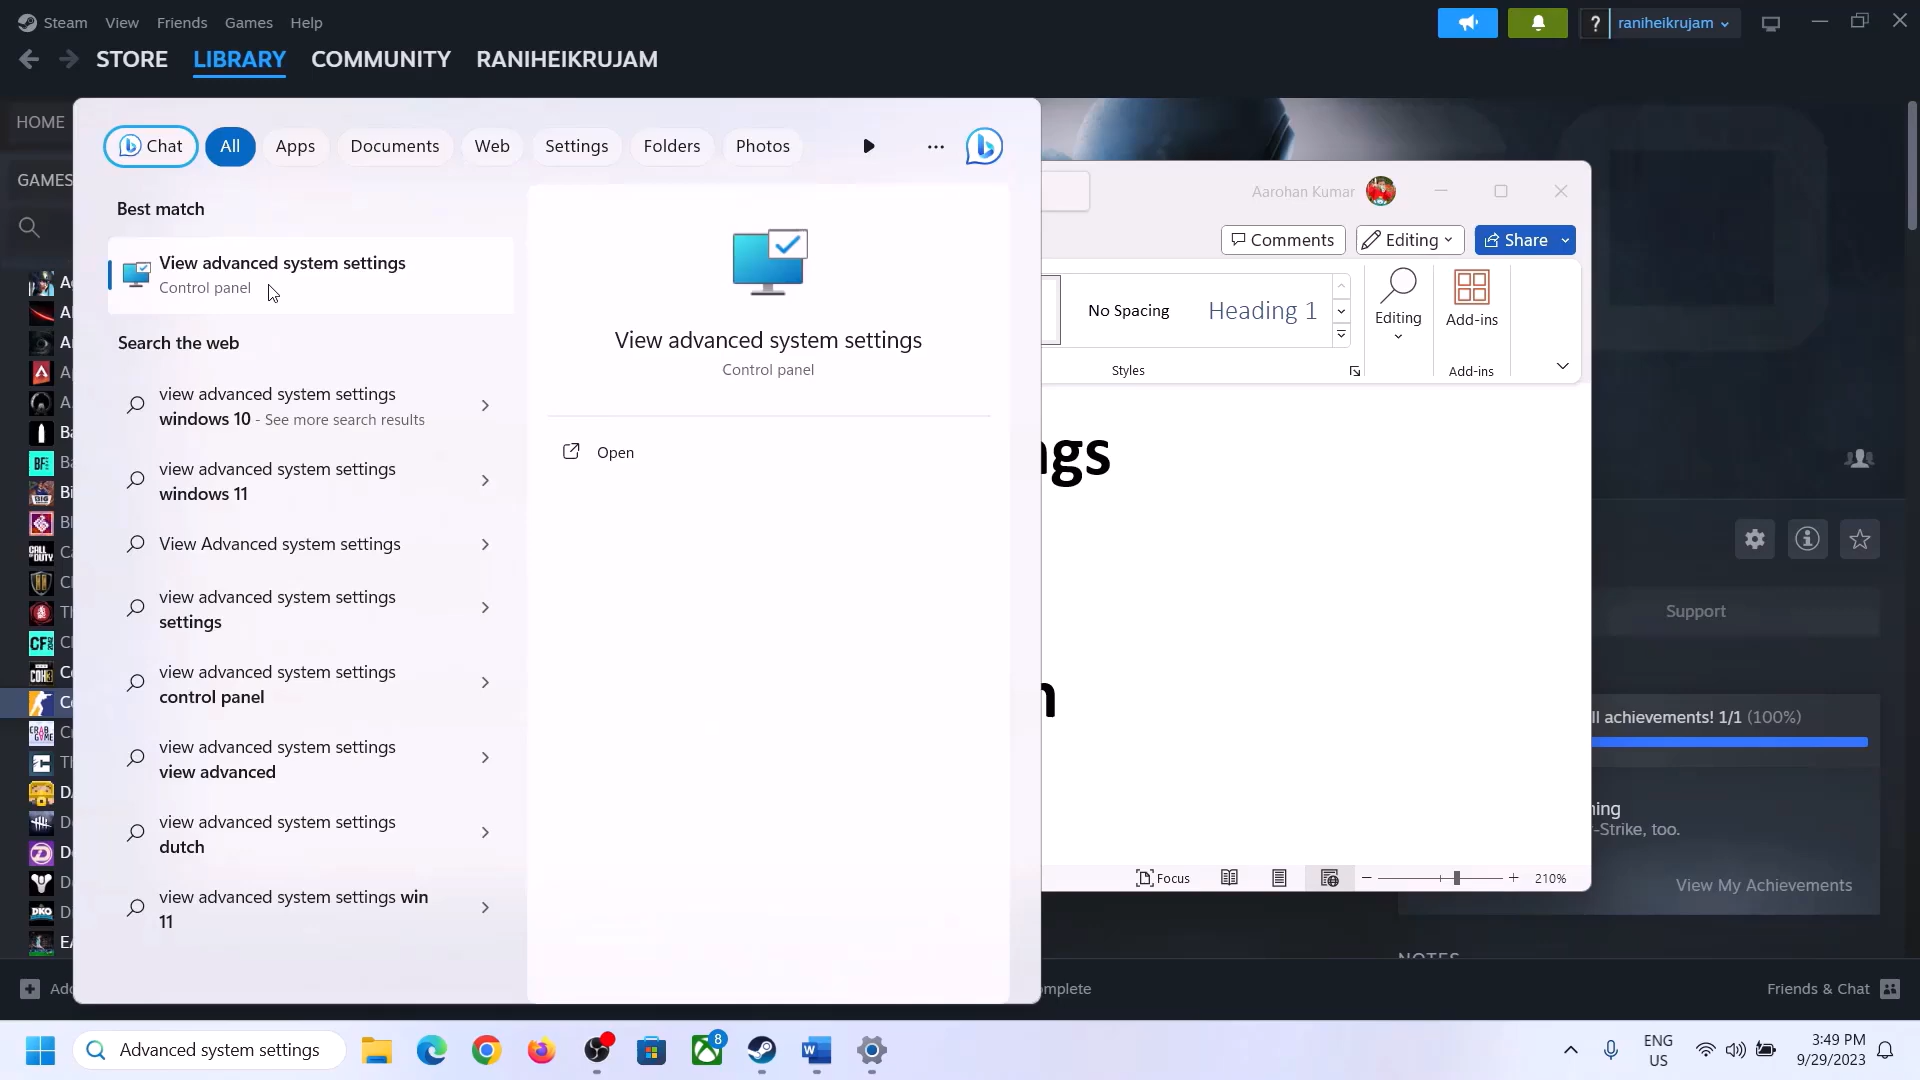 Steam View Friends Games Help
raniheikrujam
STORE LIBRARY COMMUNITY RANIHEIKRUJAM
HOME
GAMES
Chat All Apps Documents Web Settings Folders Photos
Best match
View advanced system settings
Control panel
Search the web
view advanced system settings
windows 10 - See more search results
view advanced system settings
windows 11
View Advanced system settings
view advanced system settings
settings
view advanced system settings
control panel
view advanced system settings
view advanced
view advanced system settings
dutch
view advanced system settings win
11
View advanced system settings
Control panel
Open
Aarohan Kumar
Comments Editing Share
No Spacing Heading 1
Editing
Add-ins
Styles
Add-ins
Focus
210%
Support
achievements! 1/1 (100%)
-Strike, too.
View My Achievements
NOTES
Friends & Chat
Advanced system settings
8
ENG
US
3:49 PM
9/29/2023